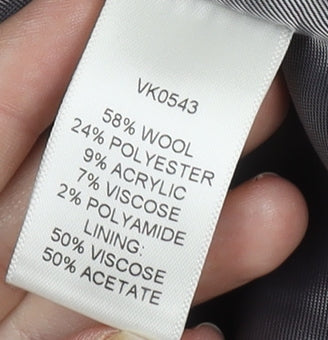 VK0543
58% WOOL
24% POLYESTER
9% ACRYLIC
7% VISCOSE
2% POLYAMIDE
LINING:
50% VISCOSE
50% ACETATE